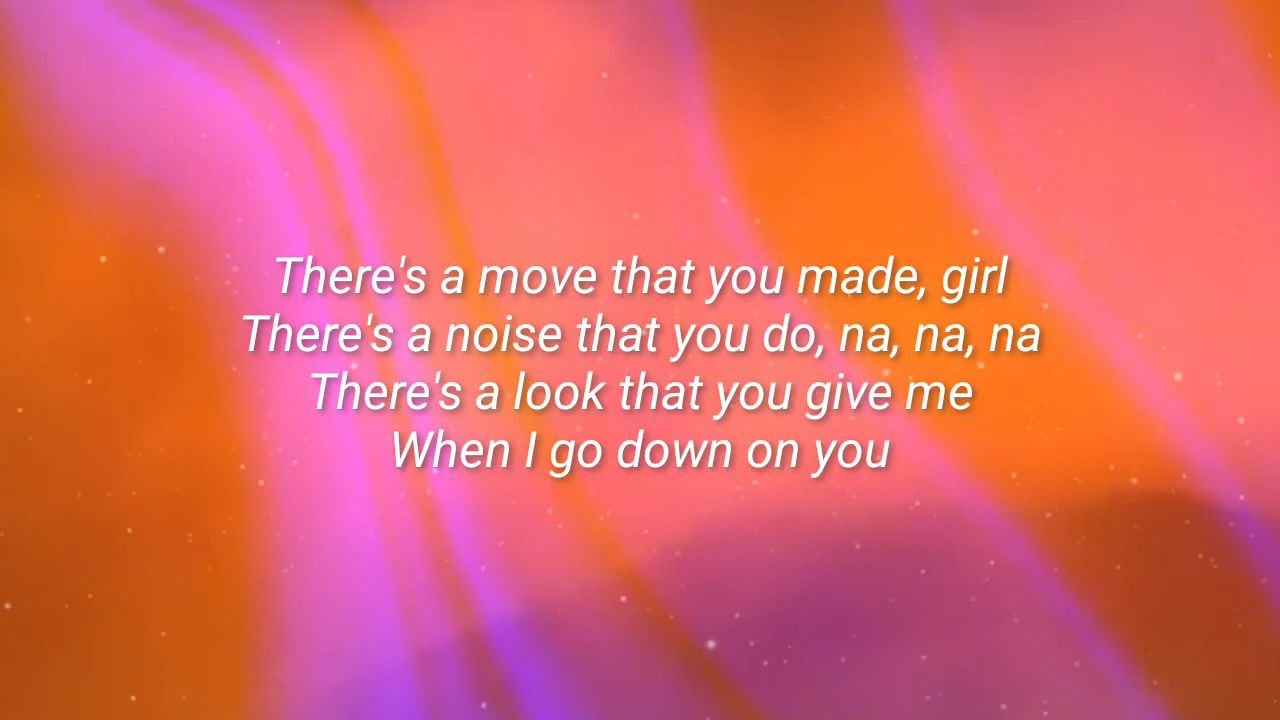 There's a move that you made, girl
There's a noise that you do, na, na, na
There's a look that you give me
When I go down on you